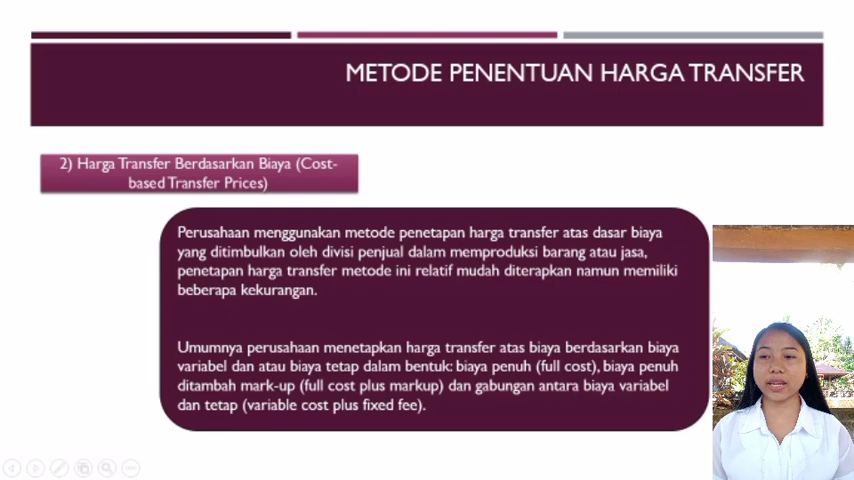 METODE PENENTUAN HARGA TRANSFER
2) Harga Transfer Berdasarkan Biaya (Cost-
based Transfer Prices)
Perusahaan menggunakan metode penetapan harga transfer atas dasar biaya
yang ditimbulkan oleh divisi penjual dalam memproduksi barang atau jasa,
penetapan harga transfer metode ini relatif mudah diterapkan namun memiliki
beberapa kekurangan.
Umumnya perusahaan menetapkan harga transfer atas biaya berdasarkan biaya
variabel dan atau biaya tetap dalam bentuk: biaya penuh (full cost), biaya penuh
ditambah mark-up (full cost plus markup) dan gabungan antara biaya variabel
dan tetap (variable cost plus fixed fee).